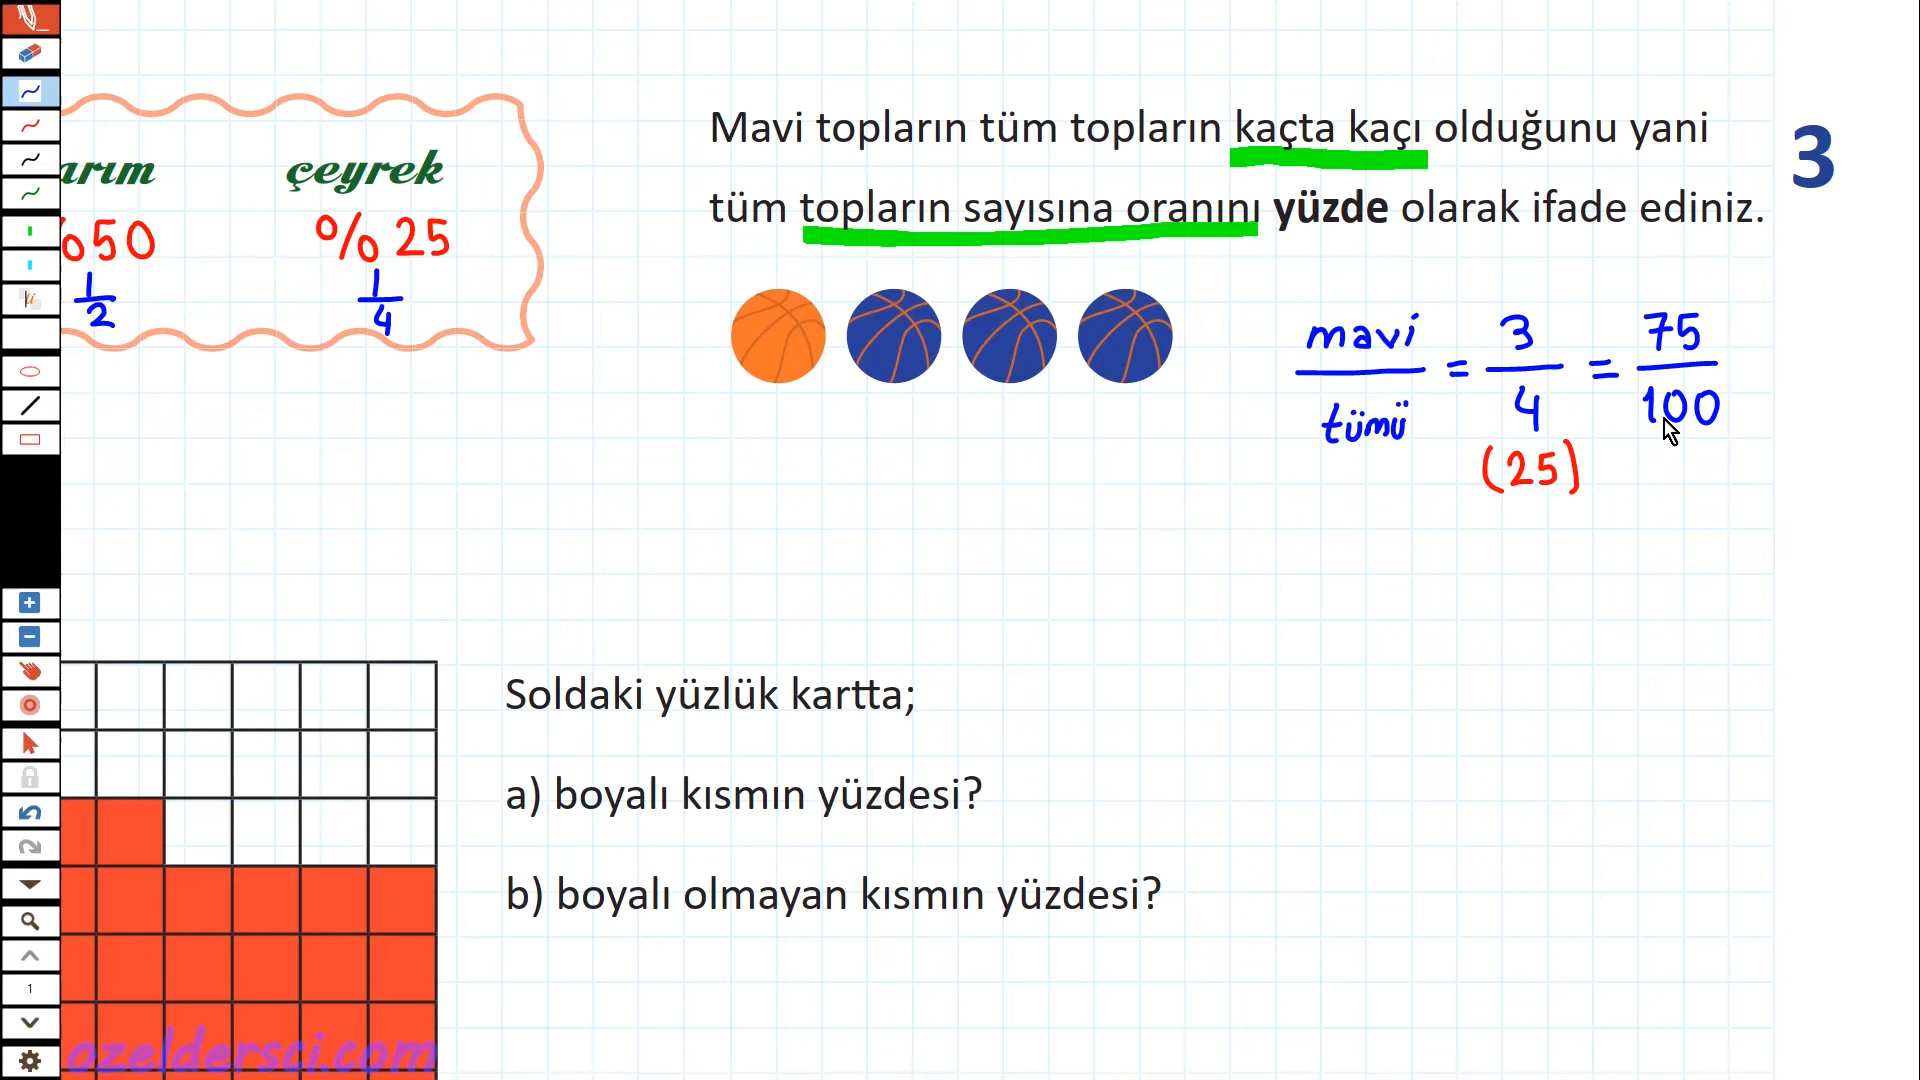 çeyrek
%50
%25
1/2
1/4
Mavi topların tüm topların kaçta kaçı olduğunu yani
tüm topların sayısına oranını yüzde olarak ifade ediniz.
3
mavi/tümü = 3/4 = 75/100
(25)
Soldaki yüzlük kartta;
a) boyalı kısmın yüzdesi?
b) boyalı olmayan kısmın yüzdesi?
1
ozeldersci.com